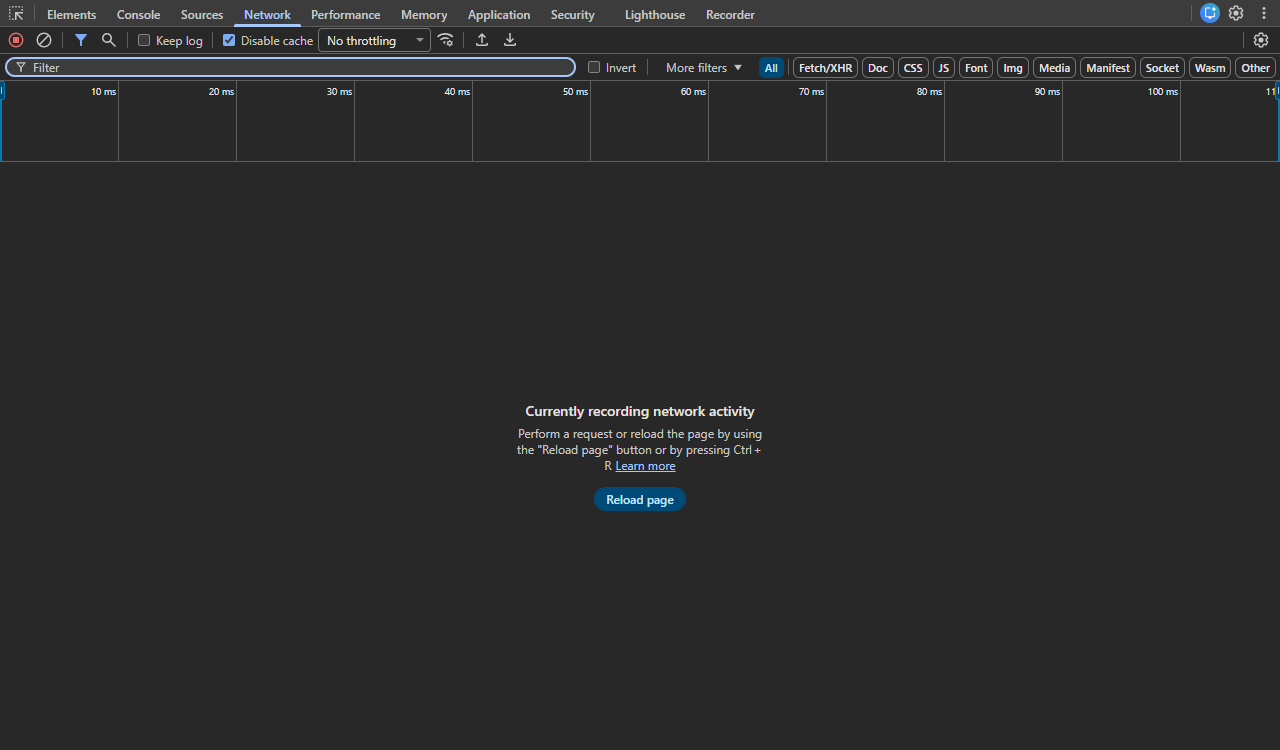 Elements Console Sources Network Performance Memory Application Security Lighthouse Recorder
Keep log Disable cache No throttling
Filter Invert More filters All Fetch/XHR Doc CSS JS Font Img Media Manifest Socket Wasm Other
10 ms 20 ms 30 ms 40 ms 50 ms 60 ms 70 ms 80 ms 90 ms 100 ms 11
Currently recording network activity
Perform a request or reload the page by using
the "Reload page" button or by pressing Ctrl +
R Learn more
Reload page